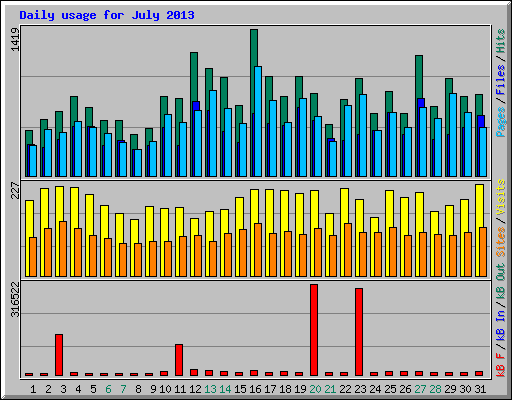 Daily usage for July 2013
1419
Pages / Files / Hits
227
Sites / Visits
316522
kB F / kB In / kB Out
1 2 3 4 5 6 7 8 9 10 11 12 13 14 15 16 17 18 19 20 21 22 23 24 25 26 27 28 29 30 31